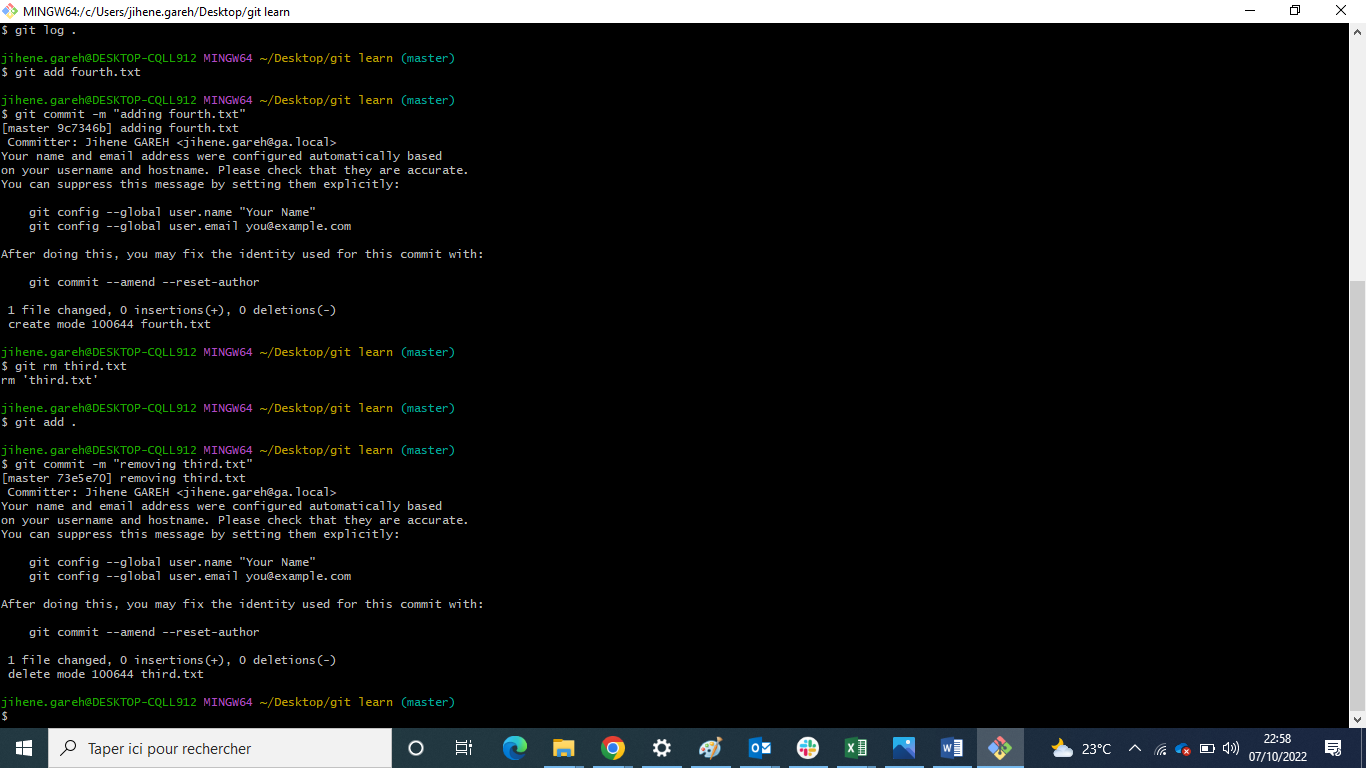 MINGW64:/c/Users/jihene.gareh/Desktop/git learn
$ git log .
jihene.gareh@DESKTOP-CQLL912 MINGW64 ~/Desktop/git learn (master)
$ git add fourth.txt
jihene.gareh@DESKTOP-CQLL912 MINGW64 ~/Desktop/git learn (master)
$ git commit -m "adding fourth.txt"
[master 9c7346b] adding fourth.txt
Committer: Jihene GAREH <jihene.gareh@ga.local>
Your name and email address were configured automatically based
on your username and hostname. Please check that they are accurate.
You can suppress this message by setting them explicitly:
git config --global user.name "Your Name"
git config --global user.email you@example.com
After doing this, you may fix the identity used for this commit with:
git commit --amend --reset-author
1 file changed, 0 insertions(+), 0 deletions(-)
create mode 100644 fourth.txt
jihene.gareh@DESKTOP-CQLL912 MINGW64 ~/Desktop/git learn (master)
$ git rm third.txt
rm 'third.txt'
jihene.gareh@DESKTOP-CQLL912 MINGW64 ~/Desktop/git learn (master)
$ git add .
jihene.gareh@DESKTOP-CQLL912 MINGW64 ~/Desktop/git learn (master)
$ git commit -m "removing third.txt"
[master 73e5e70] removing third.txt
Committer: Jihene GAREH <jihene.gareh@ga.local>
Your name and email address were configured automatically based
on your username and hostname. Please check that they are accurate.
You can suppress this message by setting them explicitly:
git config --global user.name "Your Name"
git config --global user.email you@example.com
After doing this, you may fix the identity used for this commit with:
git commit --amend --reset-author
1 file changed, 0 insertions(+), 0 deletions(-)
delete mode 100644 third.txt
jihene.gareh@DESKTOP-CQLL912 MINGW64 ~/Desktop/git learn (master)
$
Taper ici pour rechercher
23°C
22:58
07/10/2022